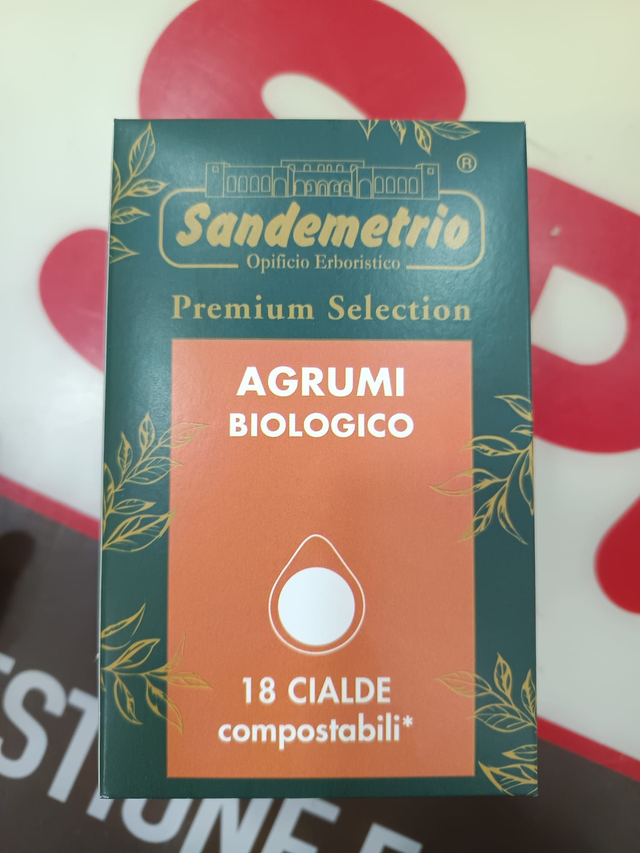 ®
Sandemetrio
Opificio Erboristico
Premium Selection
AGRUMI
BIOLOGICO
18 CIALDE
compostabili*